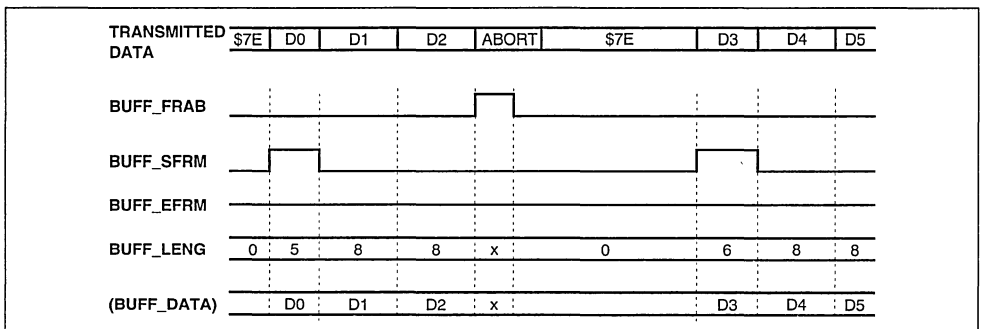 TRANSMITTED DATA $7E D0 D1 D2 ABORT $7E D3 D4 D5
BUFF_FRAB
BUFF_SFRM
BUFF_EFRM
BUFF_LENG 0 5 8 8 x 0 6 8 8
(BUFF_DATA) D0 D1 D2 x D3 D4 D5